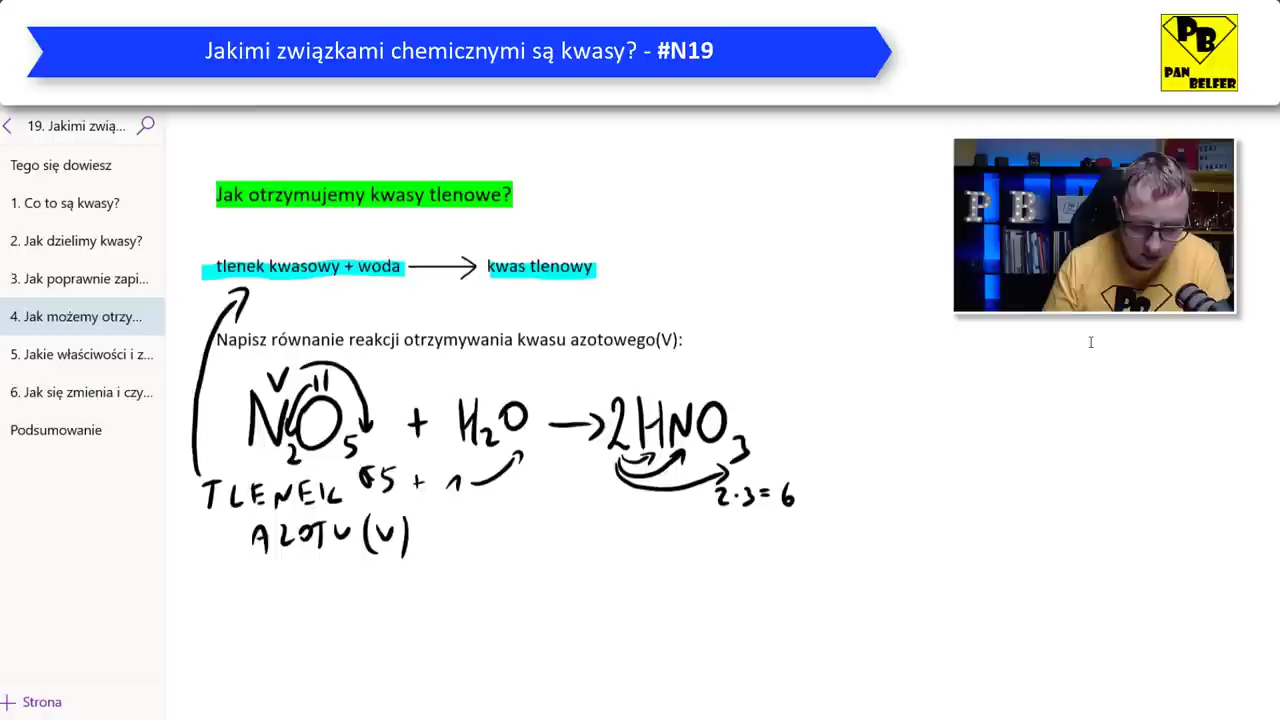 Jakimi związkami chemicznymi są kwasy? - #N19
PB
PAN
BELFER
19. Jakimi zwią...
Tego się dowiesz
1. Co to są kwasy?
2. Jak dzielimy kwasy?
3. Jak poprawnie zapi...
4. Jak możemy otrzy...
5. Jakie właściwości i z...
6. Jak się zmienia i czy...
Podsumowanie
Strona
Jak otrzymujemy kwasy tlenowe?
tlenek kwasowy + woda → kwas tlenowy
P B
Napisz równanie reakcji otrzymywania kwasu azotowego(V):
V II
N2O5 + H2O → 2HNO3
5 + 1
2·3=6
TLENEK
AZOTU (V)